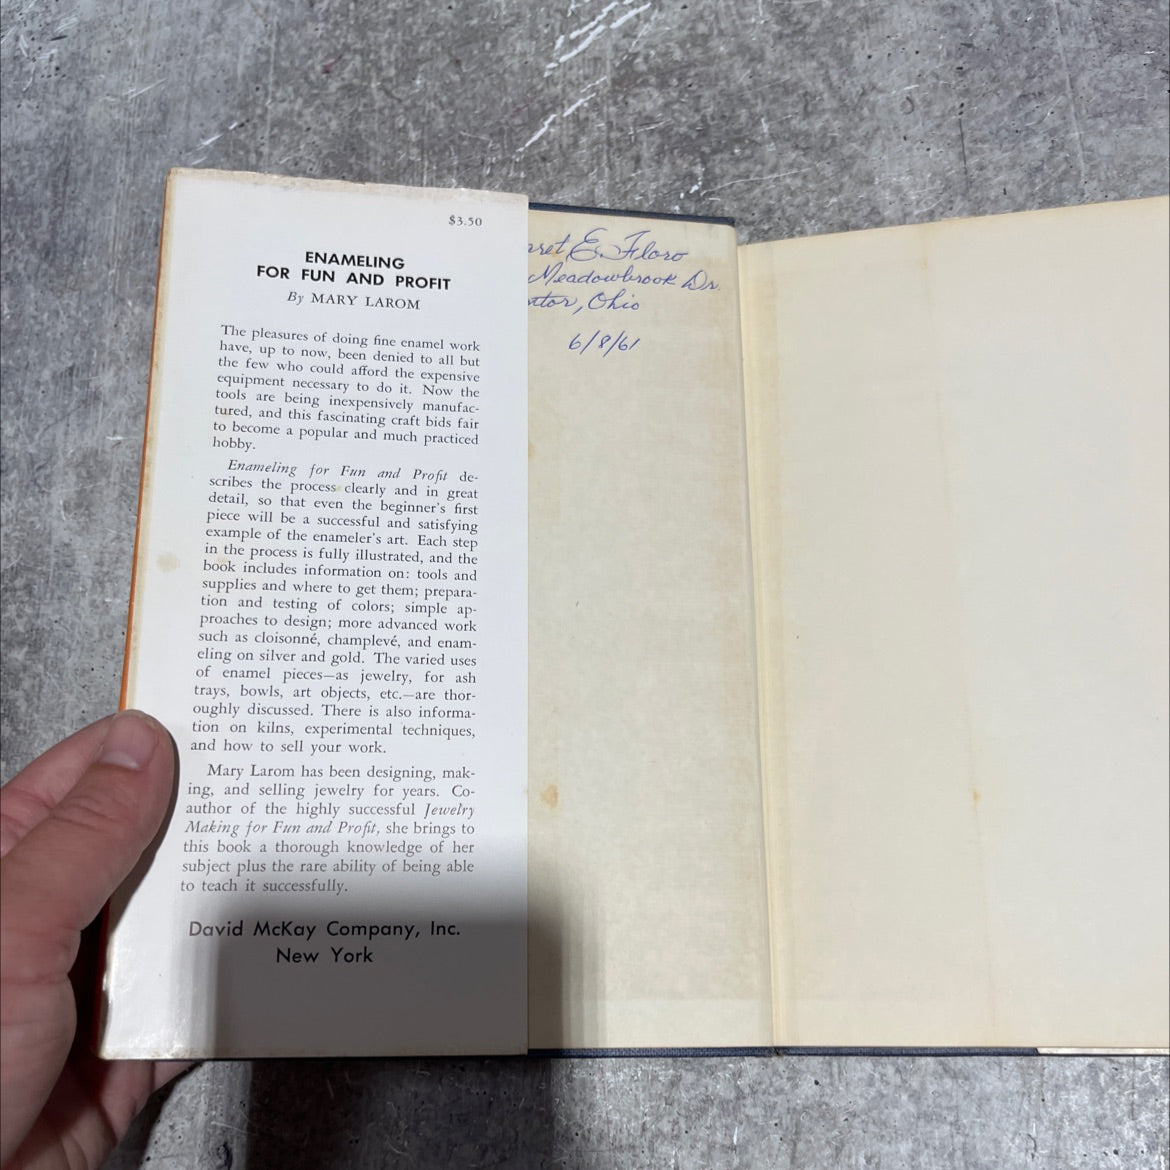 $3.50
ENAMELING
FOR FUN AND PROFIT
By MARY LAROM
The pleasures of doing fine enamel work
have, up to now, been denied to all but
the few who could afford the expensive
equipment necessary to do it. Now the
tools are being inexpensively manufac-
tured, and this fascinating craft bids fair
to become a popular and much practiced
hobby.
Enameling for Fun and Profit de-
scribes the process clearly and in great
detail, so that even the beginner's first
piece will be a successful and satisfying
example of the enameler's art. Each step
in the process is fully illustrated, and the
book includes information on: tools and
supplies and where to get them; prepara-
tion and testing of colors; simple ap-
proaches to design; more advanced work
such as cloisonné, champlevé, and enam-
eling on silver and gold. The varied uses
of enamel pieces—as jewelry, for ash
trays, bowls, art objects, etc.—are thor-
oughly discussed. There is also informa-
tion on kilns, experimental techniques,
and how to sell your work.
Mary Larom has been designing, mak-
ing, and selling jewelry for years. Co-
author of the highly successful Jewelry
Making for Fun and Profit, she brings to
this book a thorough knowledge of her
subject plus the rare ability of being able
to teach it successfully.
David McKay Company, Inc.
New York
E. Floro
Meadowbrook Dr.
, Ohio
6/8/61